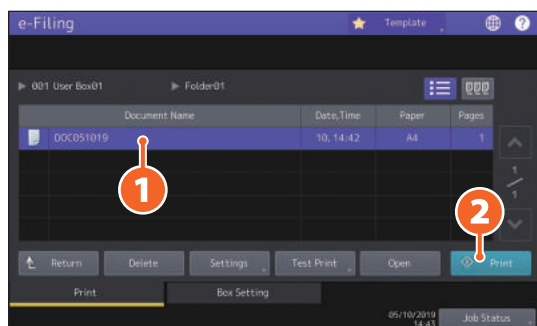 e-Filing Template ?
001 User Box01 Folder01
Document Name Date,Time Paper Pages
DOC051019 10, 14:42 A4 1
1
1
1
2
Return Delete Settings Test Print Open Print
Print Box Setting
05/10/2019
14:43
Job Status